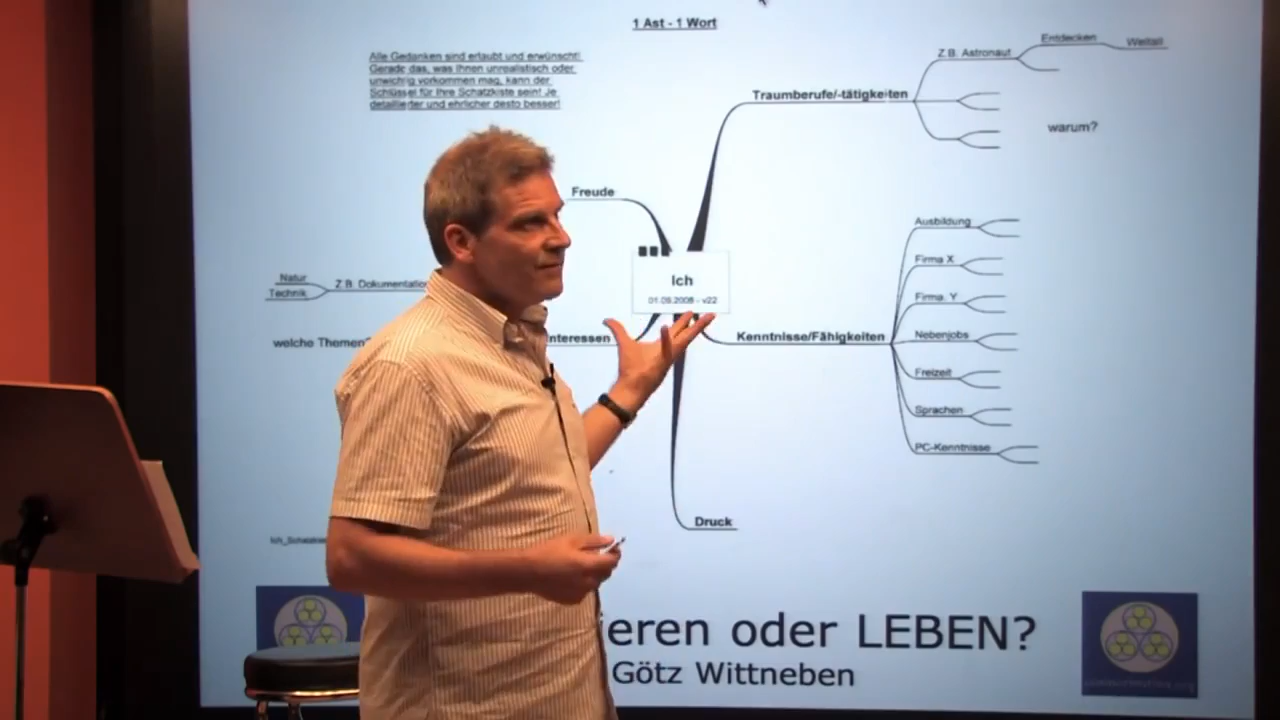 1 Ast - 1 Wort
Alle Gedanken sind erlaubt und erwünscht!
Gerade das, was Ihnen unrealistisch oder
unwichtig vorkommen mag, kann der
Schlüssel für Ihre Schatzkiste sein! Je
detaillierter und ehrlicher desto besser!
Entdecken
Weltall
Z.B. Astronaut
Traumberufe/-tätigkeiten
warum?
Freude
Ausbildung
Firma X
Ich
01.09.2008 - v22
Natur
Technik
Z.B. Dokumentatio
Firma. Y
welche Themen?
Interessen
Kenntnisse/Fähigkeiten
Nebenjobs
Freizeit
Sprachen
PC-Kenntnisse
Druck
ieren oder LEBEN?
Götz Wittneben